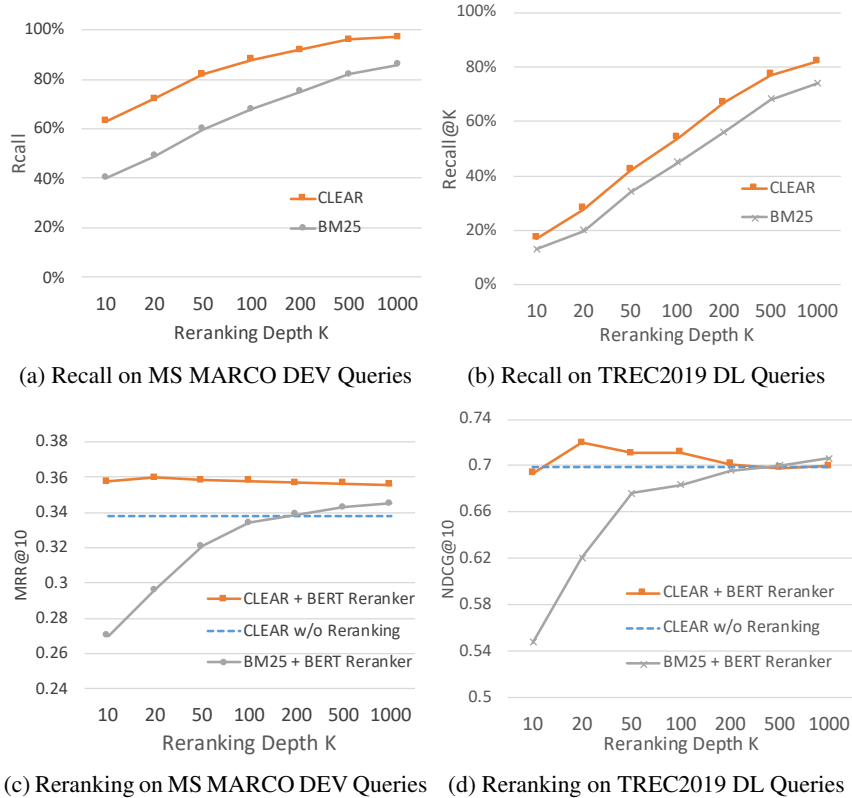 100%
80%
60%
40%
20%
0%
Rcall
CLEAR
BM25
10 20 50 100 200 500 1000
Reranking Depth K
(a) Recall on MS MARCO DEV Queries
100%
80%
60%
40%
20%
0%
Recall@K
CLEAR
BM25
10 20 50 100 200 500 1000
Reranking Depth K
(b) Recall on TREC2019 DL Queries
0.38
0.36
0.34
0.32
0.3
0.28
0.26
0.24
MRR@10
CLEAR + BERT Reranker
CLEAR w/o Reranking
BM25 + BERT Reranker
10 20 50 100 200 500 1000
Reranking Depth K
(c) Reranking on MS MARCO DEV Queries
0.74
0.7
0.66
0.62
0.58
0.54
0.5
NDCG@10
CLEAR + BERT Reranker
CLEAR w/o Reranking
BM25 + BERT Reranker
10 20 50 100 200 500 1000
Reranking Depth K
(d) Reranking on TREC2019 DL Queries